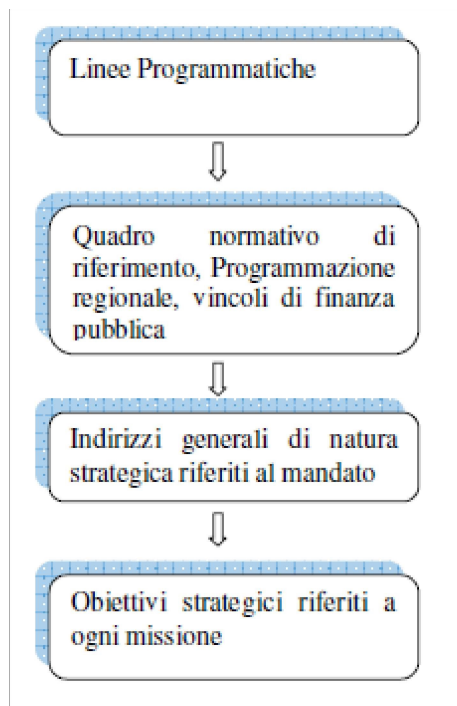 Linee Programmatiche
Quadro normativo di
riferimento, Programmazione
regionale, vincoli di finanza
pubblica
Indirizzi generali di natura
strategica riferiti al mandato
Obiettivi strategici riferiti a
ogni missione